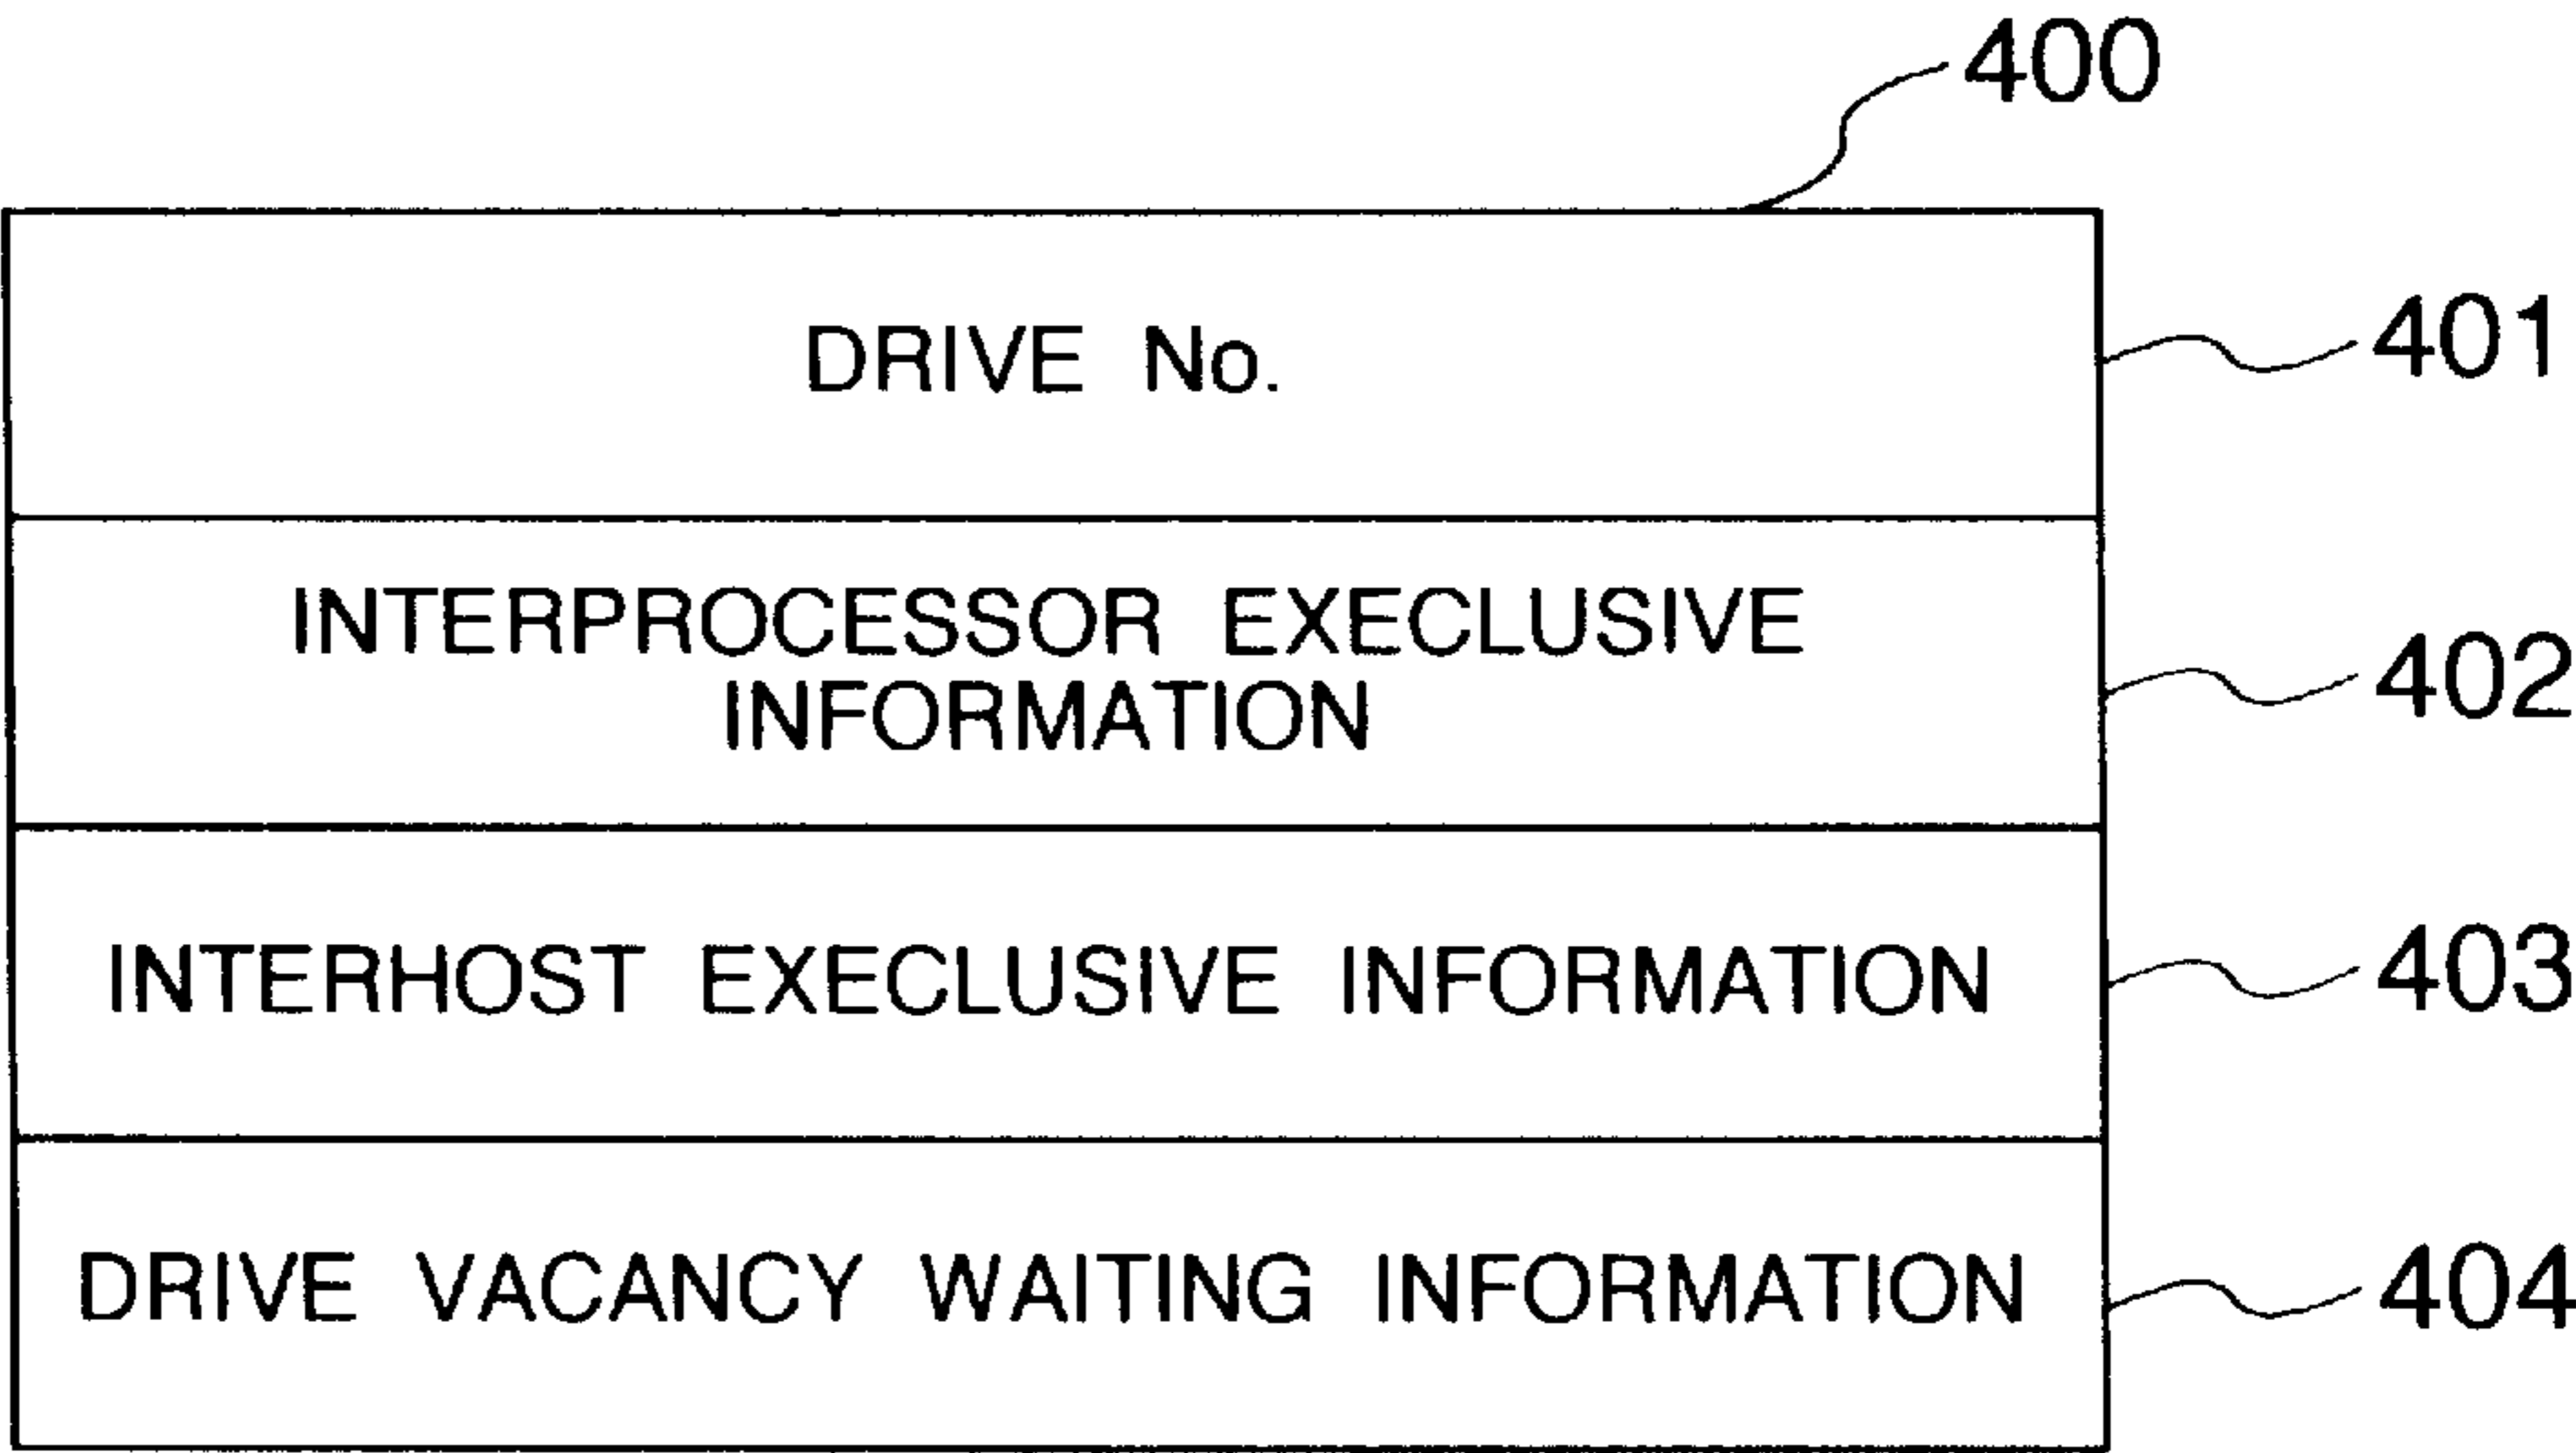 400
DRIVE No.
401
INTERPROCESSOR EXECLUSIVE
INFORMATION
402
INTERHOST EXECLUSIVE INFORMATION
403
DRIVE VACANCY WAITING INFORMATION
404